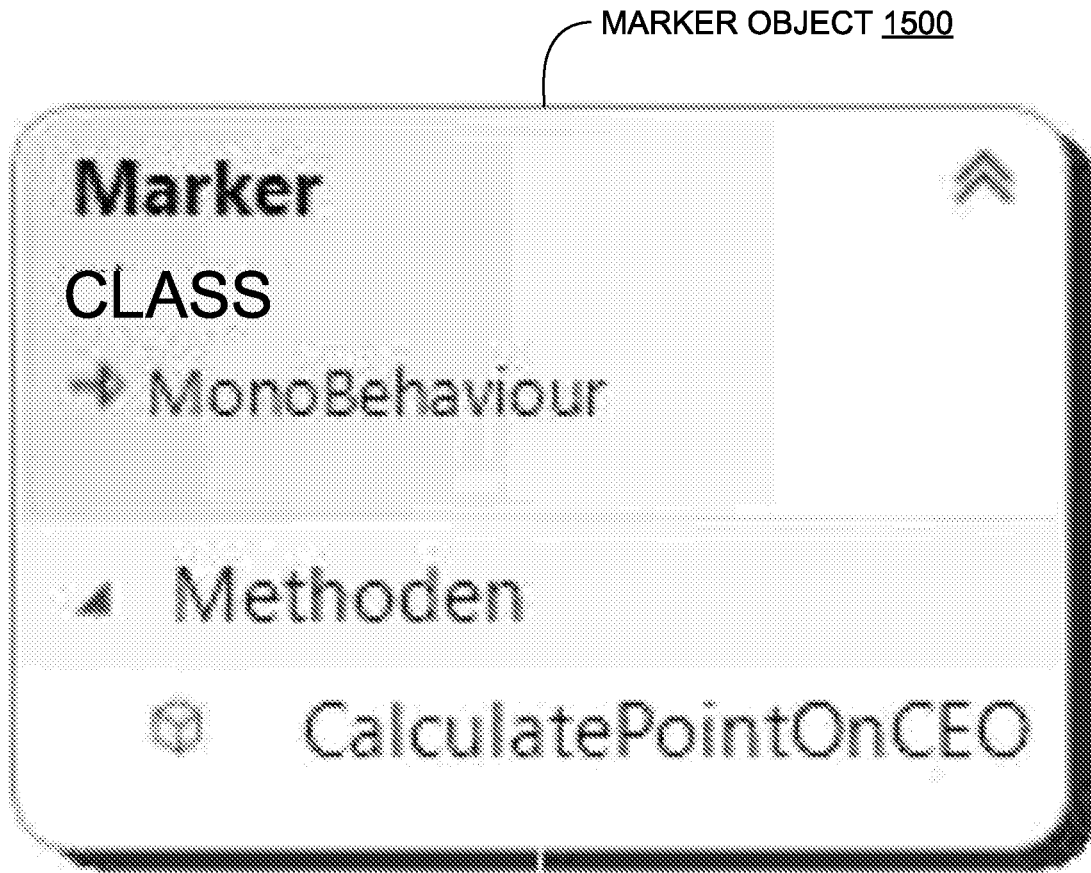 MARKER OBJECT 1500
Marker
CLASS
MonoBehaviour
Methoden
CalculatePointOnCEO